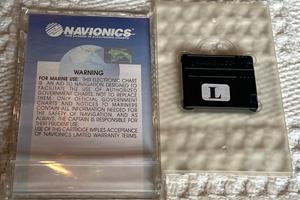 NAVIONICS
WARNING
FOR MARINE USE: THIS ELECTRONIC CHART
IS AN AID TO NAVIGATION, DESIGNED TO
FACILITATE THE USE OF AUTHORIZED
GOVERNMENT CHARTS, NOT TO REPLACE
THEM. ONLY OFFICIAL GOVERNMENT
CHARTS AND NOTICES TO MARINERS
CONTAIN ALL INFORMATION NEEDED FOR
THE SAFETY OF NAVIGATION, AND, AS
ALWAYS, THE CAPTAIN IS RESPONSIBLE FOR
THEIR PRUDENT USE.
USE OF THIS CARTRIDGE IMPLIES ACCEPTANCE
OF NAVIONICS LIMITED WARRANTY TERMS.
L